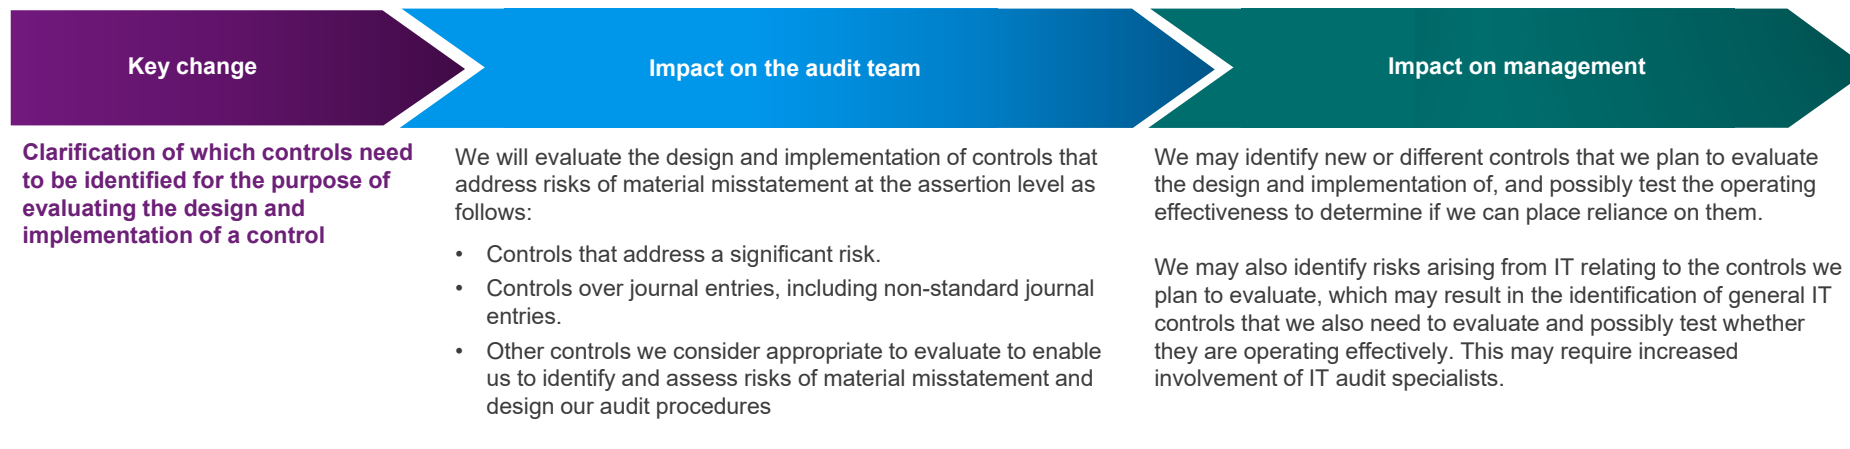 Key change
Impact on the audit team
Impact on management
Clarification of which controls need
to be identified for the purpose of
evaluating the design and
implementation of a control
We will evaluate the design and implementation of controls that
address risks of material misstatement at the assertion level as
follows:
• Controls that address a significant risk.
• Controls over journal entries, including non-standard journal
entries.
• Other controls we consider appropriate to evaluate to enable
us to identify and assess risks of material misstatement and
design our audit procedures
We may identify new or different controls that we plan to evaluate
the design and implementation of, and possibly test the operating
effectiveness to determine if we can place reliance on them.
We may also identify risks arising from IT relating to the controls we
plan to evaluate, which may result in the identification of general IT
controls that we also need to evaluate and possibly test whether
they are operating effectively. This may require increased
involvement of IT audit specialists.